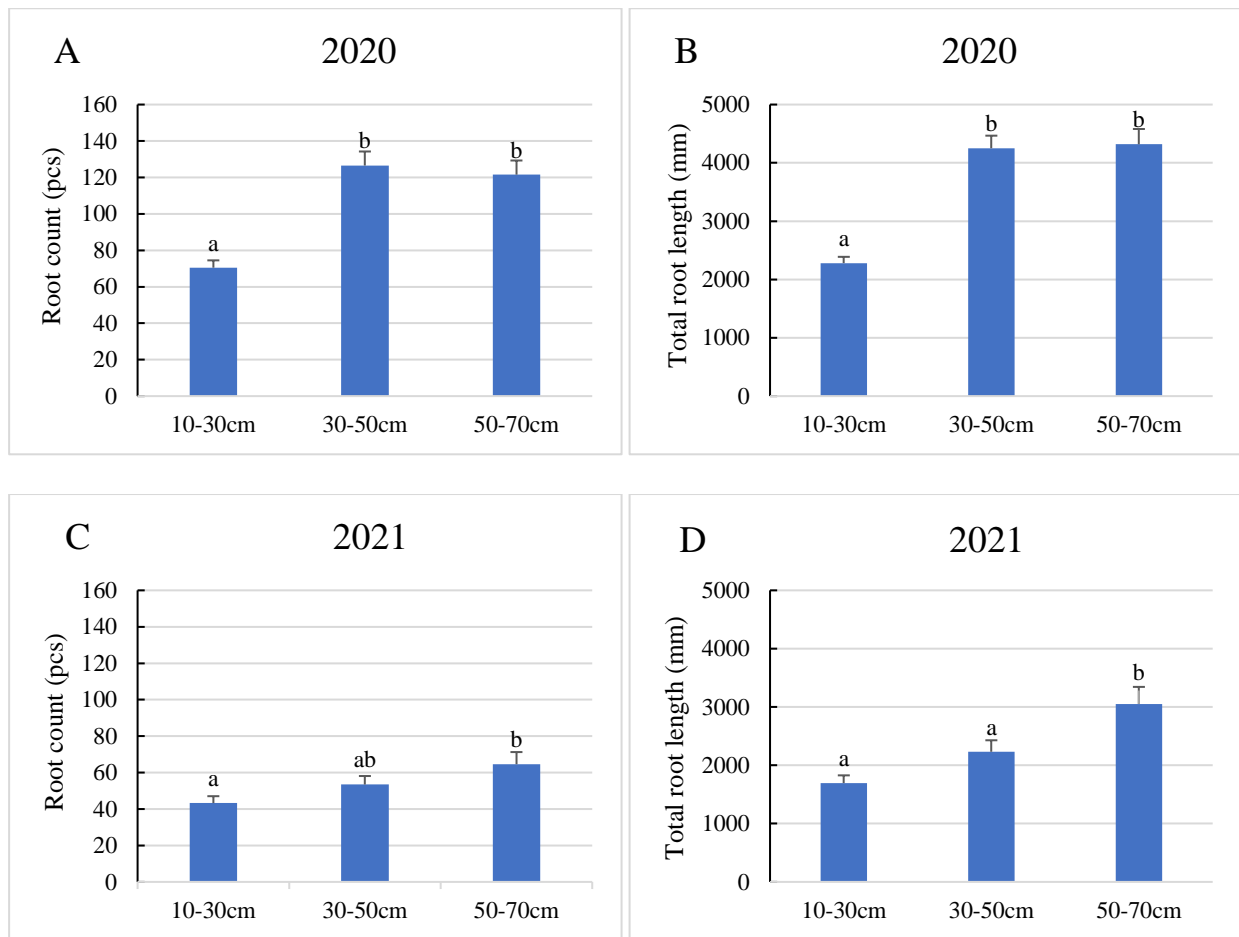 A
2020
Root count (pcs)
160
140
120
100
80
60
40
20
0
a
b
b
10-30cm
30-50cm
50-70cm
B
2020
Total root length (mm)
5000
4000
3000
2000
1000
0
a
b
b
10-30cm
30-50cm
50-70cm
C
2021
Root count (pcs)
160
140
120
100
80
60
40
20
0
a
ab
b
10-30cm
30-50cm
50-70cm
D
2021
Total root length (mm)
5000
4000
3000
2000
1000
0
a
a
b
10-30cm
30-50cm
50-70cm